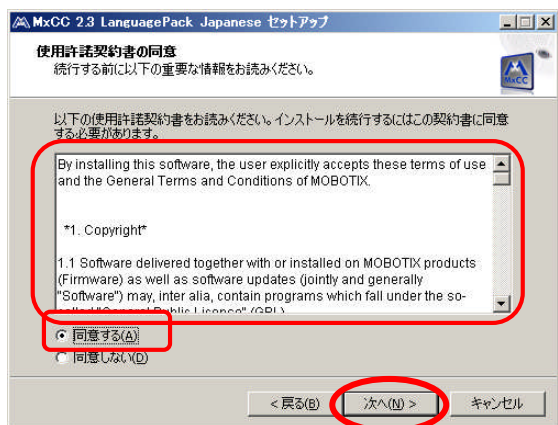 MxCC 2.3 LanguagePack Japanese セットアップ
使用許諾契約書の同意
続行する前に以下の重要な情報をお読みください。
MxCC
以下の使用許諾契約書をお読みください。インストールを続行するにはこの契約書に同意
する必要があります。
By installing this software, the user explicitly accepts these terms of use
and the General Terms and Conditions of MOBOTIX.
*1. Copyright*
1.1 Software delivered together with or installed on MOBOTIX products
(Firmware) as well as software updates (jointly and generally
"Software") may, inter alia, contain programs which fall under the so-
called "General Public Licence" (GPL)
同意する(A)
同意しない(D)
< 戻る(B)
次へ(N) >
キャンセル